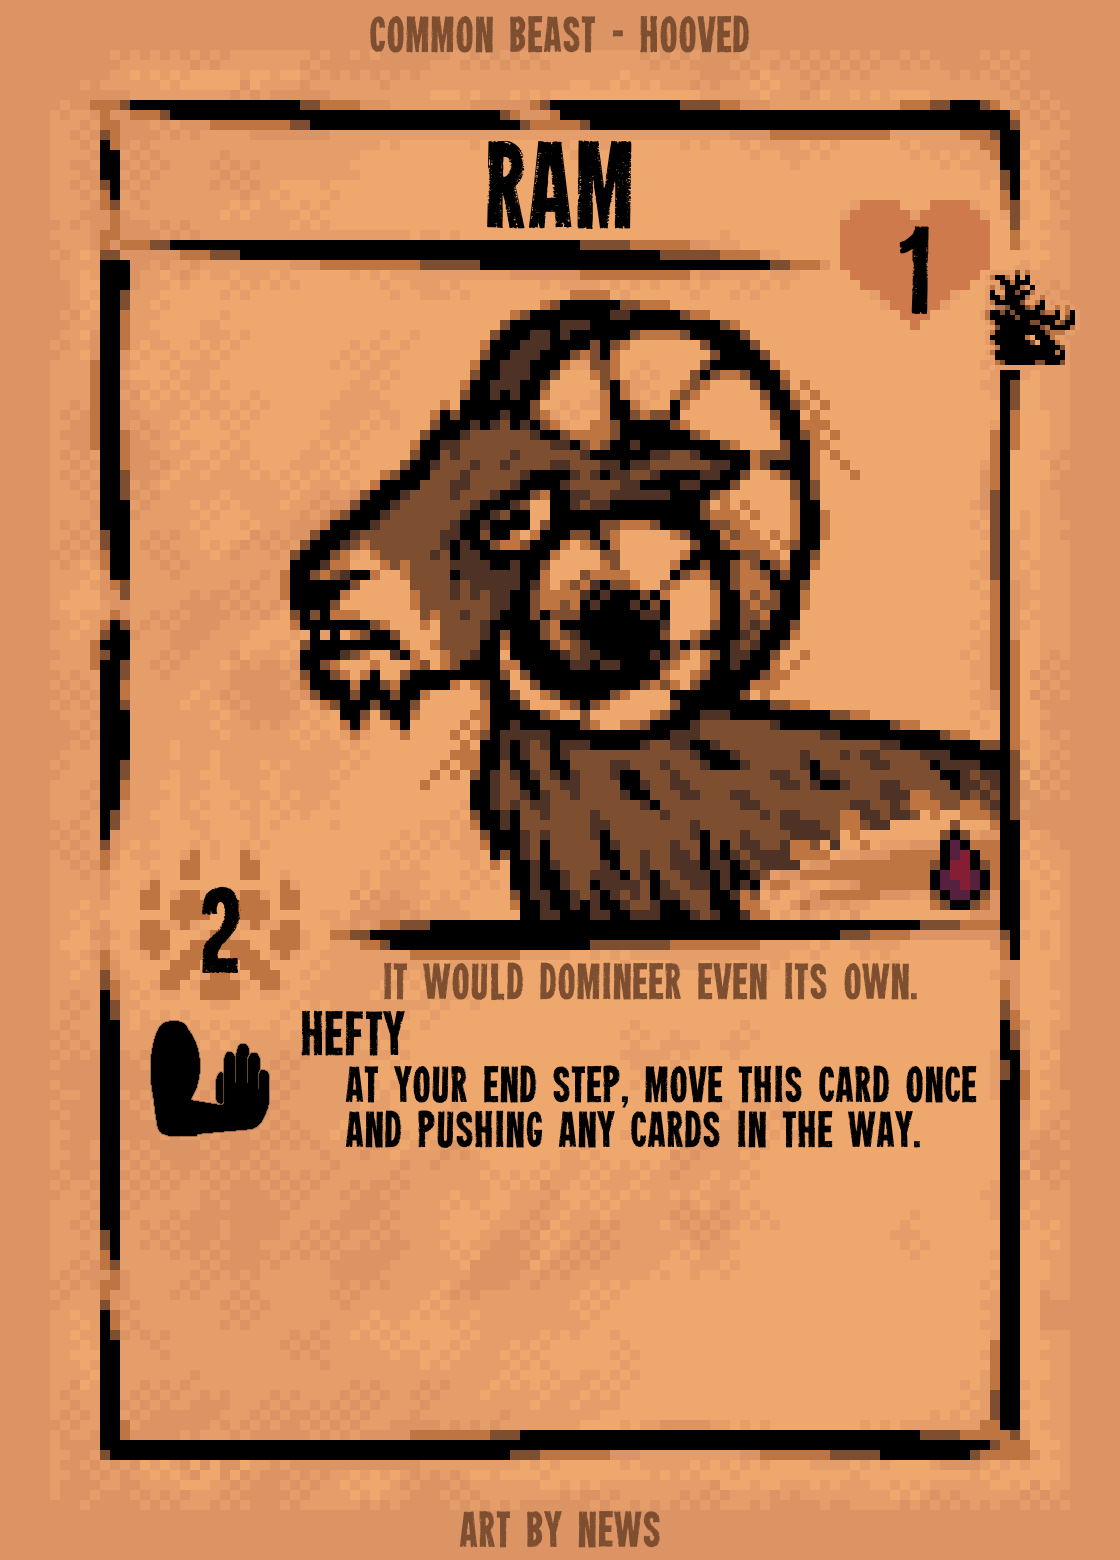 COMMON BEAST - HOOVED
RAM
1
2
IT WOULD DOMINEER EVEN ITS OWN.
HEFTY
AT YOUR END STEP, MOVE THIS CARD ONCE
AND PUSHING ANY CARDS IN THE WAY.
ART BY NEWS